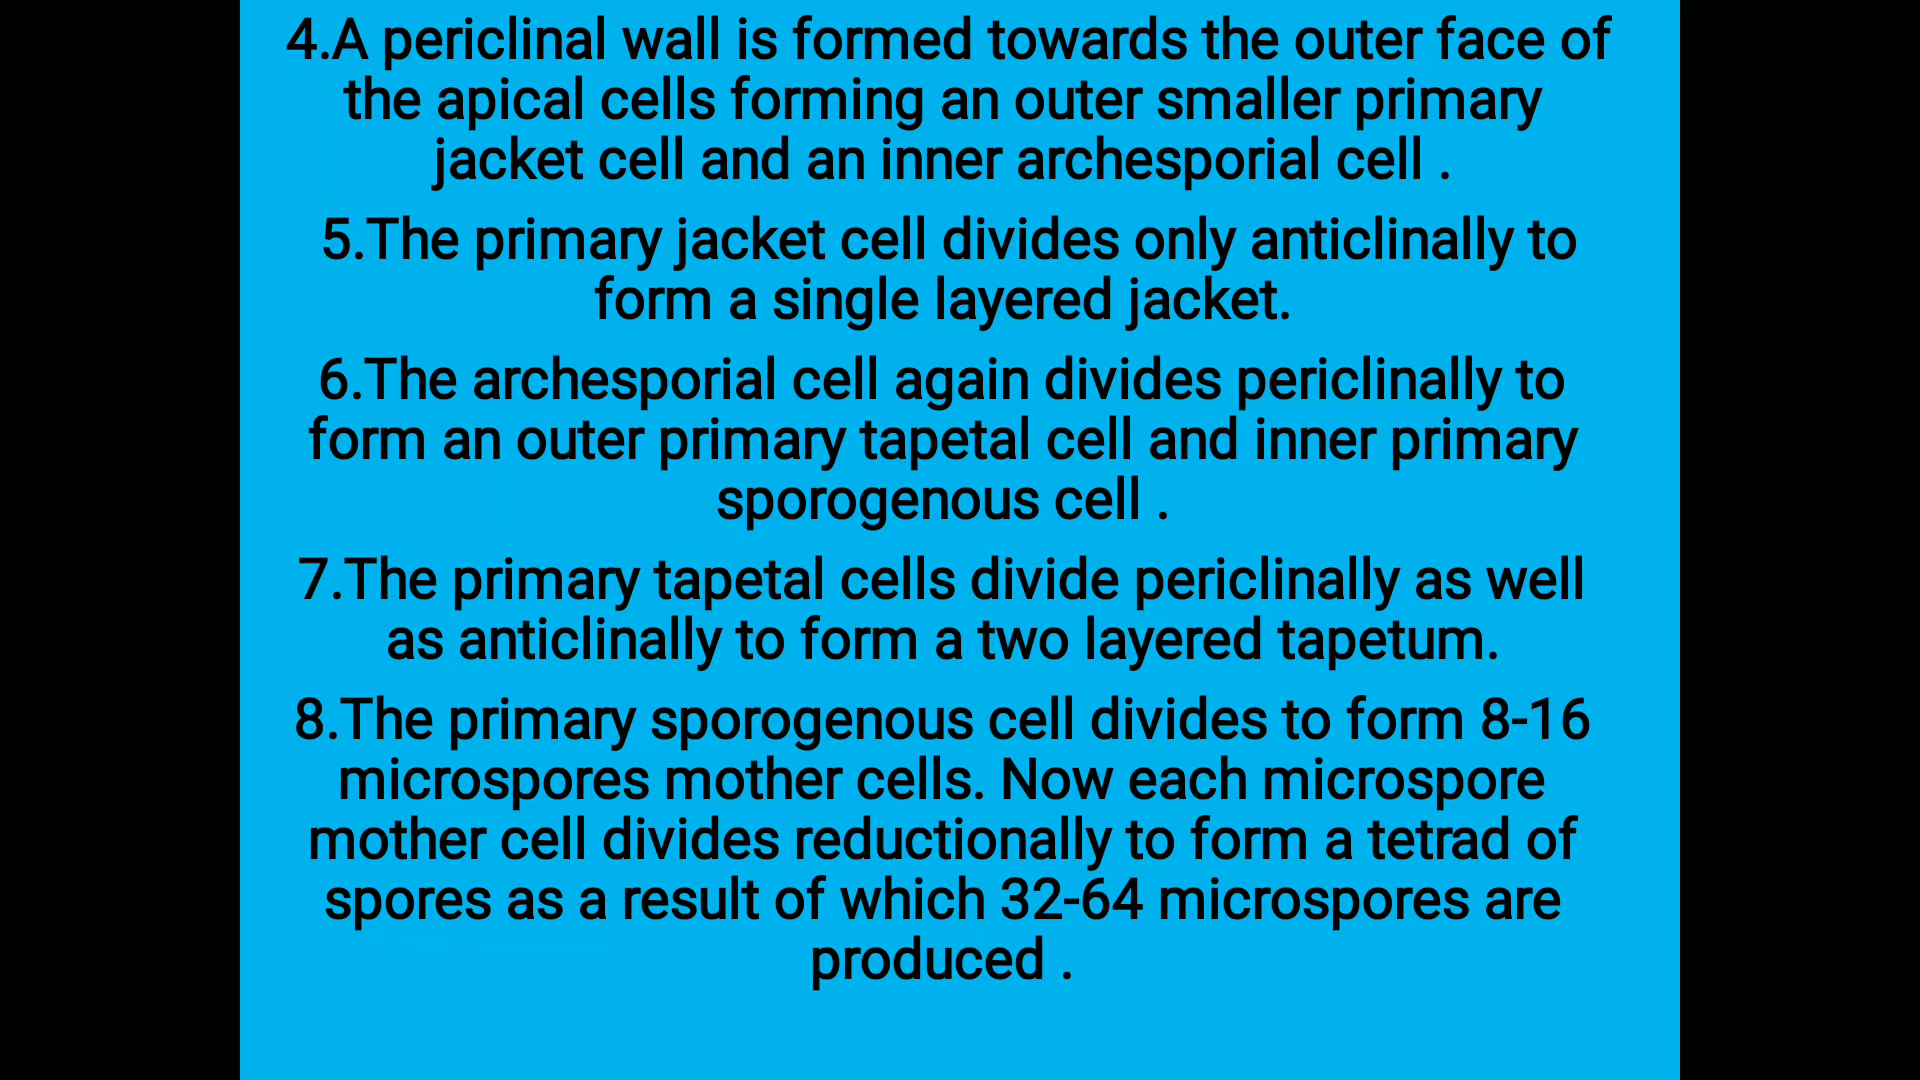 4.A periclinal wall is formed towards the outer face of
the apical cells forming an outer smaller primary
jacket cell and an inner archesporial cell .
5.The primary jacket cell divides only anticlinally to
form a single layered jacket.
6.The archesporial cell again divides periclinally to
form an outer primary tapetal cell and inner primary
sporogenous cell .
7.The primary tapetal cells divide periclinally as well
as anticlinally to form a two layered tapetum.
8.The primary sporogenous cell divides to form 8-16
microspores mother cells. Now each microspore
mother cell divides reductionally to form a tetrad of
spores as a result of which 32-64 microspores are
produced .